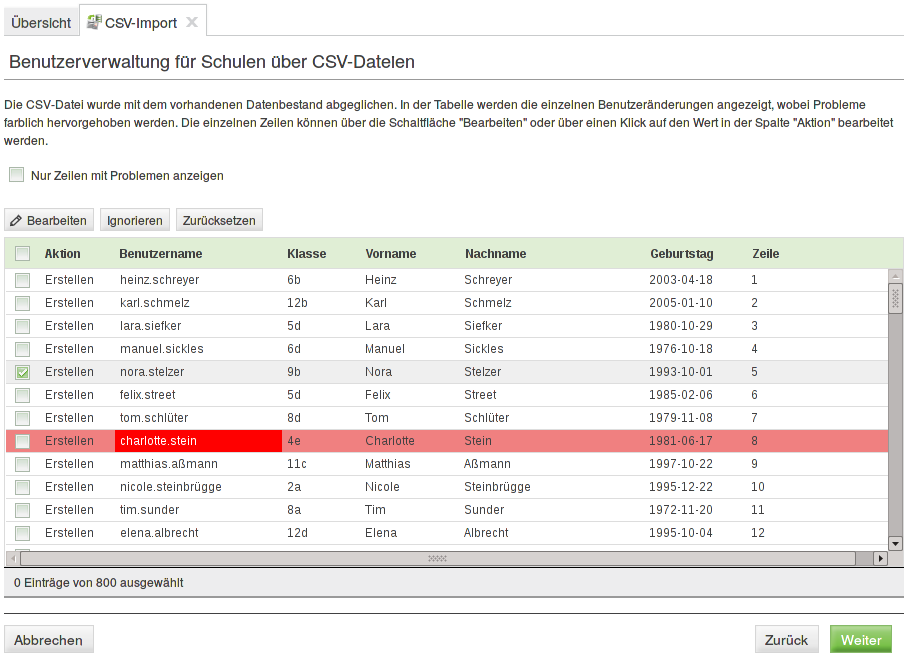 Übersicht CSV-Import
Benutzerverwaltung für Schulen über CSV-Dateien
Die CSV-Datei wurde mit dem vorhandenen Datenbestand abgeglichen. In der Tabelle werden die einzelnen Benutzeränderungen angezeigt, wobei Probleme
farblich hervorgehoben werden. Die einzelnen Zeilen können über die Schaltfläche "Bearbeiten" oder über einen Klick auf den Wert in der Spalte "Aktion" bearbeitet
werden.
Nur Zeilen mit Problemen anzeigen
Bearbeiten Ignorieren Zurücksetzen
Aktion Benutzername Klasse Vorname Nachname Geburtstag Zeile
Erstellen heinz.schreyer 6b Heinz Schreyer 2003-04-18 1
Erstellen karl.schmelz 12b Karl Schmelz 2005-01-10 2
Erstellen lara.siefker 5d Lara Siefker 1980-10-29 3
Erstellen manuel.sickles 6d Manuel Sickles 1976-10-18 4
Erstellen nora.stelzer 9b Nora Stelzer 1993-10-01 5
Erstellen felix.street 5d Felix Street 1985-02-06 6
Erstellen tom.schlüter 8d Tom Schlüter 1979-11-08 7
Erstellen charlotte.stein 4e Charlotte Stein 1981-06-17 8
Erstellen matthias.aßmann 11c Matthias Aßmann 1997-10-22 9
Erstellen nicole.steinbrügge 2a Nicole Steinbrügge 1995-12-22 10
Erstellen tim.sunder 8a Tim Sunder 1972-11-20 11
Erstellen elena.albrecht 12d Elena Albrecht 1995-10-04 12
0 Einträge von 800 ausgewählt
Abbrechen Zurück Weiter